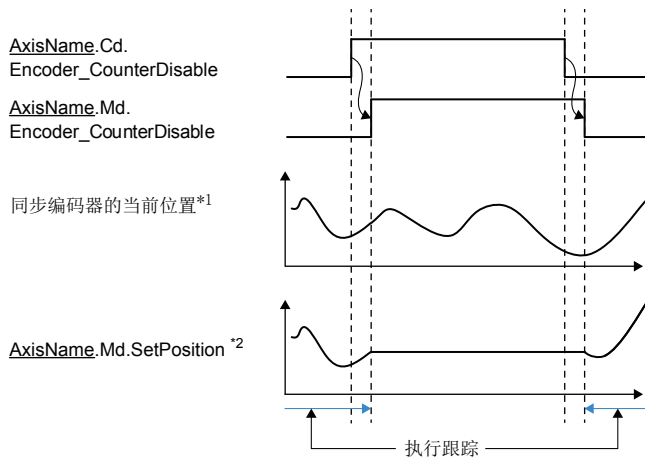 AxisName.Cd.
Encoder_CounterDisable
AxisName.Md.
Encoder_CounterDisable
同步编码器的当前位置*1
AxisName.Md.SetPosition *2
执行跟踪